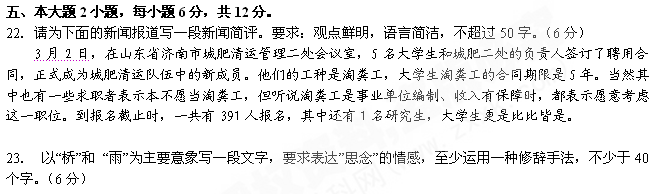 五、本大题2小题，每小题6分，共12分。
22. 请为下面的新闻报道写一段新闻简评。要求：观点鲜明，语言简洁，不超过50字。（6分）
3月2日，在山东省济南市城肥清运管理二处会议室，5名大学生和城肥二处的负责人签订了聘用合
同，正式成为城肥清运队伍中的新成员。他们的工种是淘粪工，大学生淘粪工的合同期限是5年。当然其
中也有一些求职者表示本不愿当淘粪工，但听说淘粪工是事业单位编制、收入有保障时，都表示愿意考虑
这一职位。到报名截止时，一共有391人报名，其中还有1名研究生，大学生更是比比皆是。
23. 以“桥”和 “雨”为主要意象写一段文字，要求表达”思念”的情感，至少运用一种修辞手法，不少于40
个字。（6分）